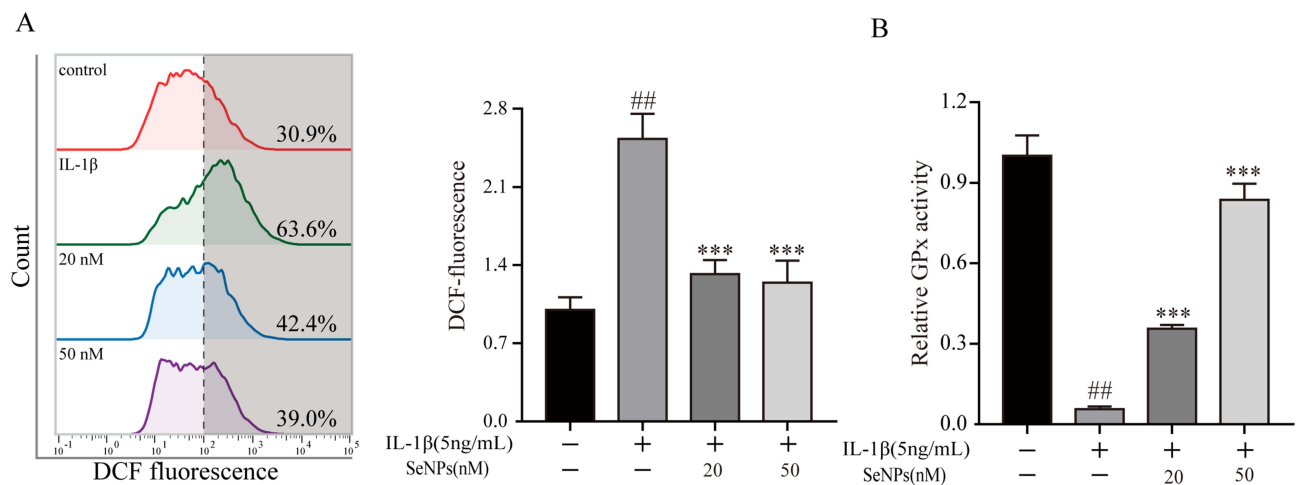 A
control
30.9%
IL-1β
63.6%
20 nM
42.4%
50 nM
39.0%
Count
10-1 100 101 102 103 104 105
DCF fluorescence
DCF-fluorescence
2.8
2.1
1.4
0.7
0.0
##
***
***
IL-1β(5ng/mL) − + + +
SeNPs(nM) − − 20 50
B
Relative GPx activity
1.2
0.9
0.6
0.3
0.0
##
***
***
IL-1β(5ng/mL) − + + +
SeNPs(nM) − − 20 50